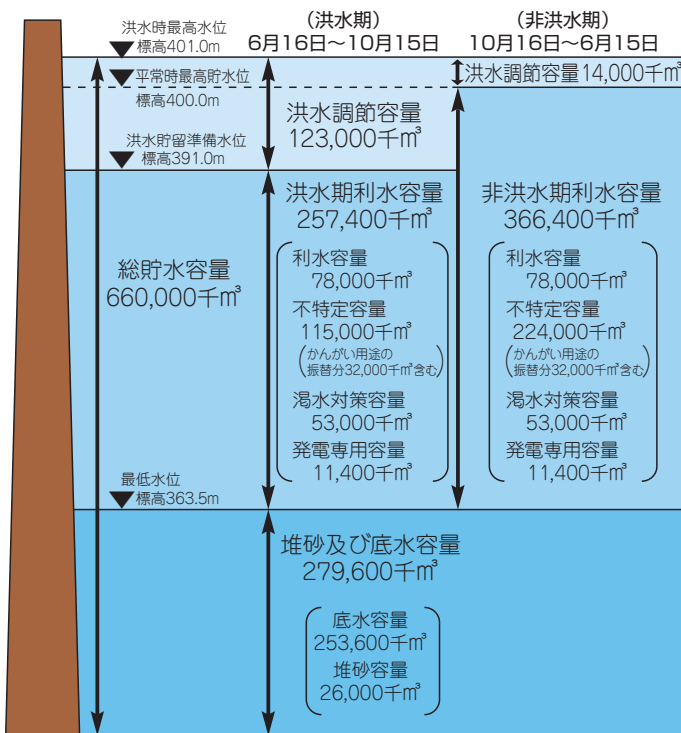 洪水時最高水位
標高401.0m
平常時最高貯水位
標高400.0m
洪水貯留準備水位
標高391.0m
総貯水容量
660,000千㎥
最低水位
標高363.5m
（洪水期）
6月16日～10月15日
洪水調節容量
123,000千㎥
洪水期利水容量
257,400千㎥
利水容量
78,000千㎥
不特定容量
115,000千㎥
(かんがい用途の
振替分32,000千㎥含む)
渇水対策容量
53,000千㎥
発電専用容量
11,400千㎥
（非洪水期）
10月16日～6月15日
洪水調節容量14,000千㎥
非洪水期利水容量
366,400千㎥
利水容量
78,000千㎥
不特定容量
224,000千㎥
(かんがい用途の
振替分32,000千㎥含む)
渇水対策容量
53,000千㎥
発電専用容量
11,400千㎥
堆砂及び底水容量
279,600千㎥
底水容量
253,600千㎥
堆砂容量
26,000千㎥